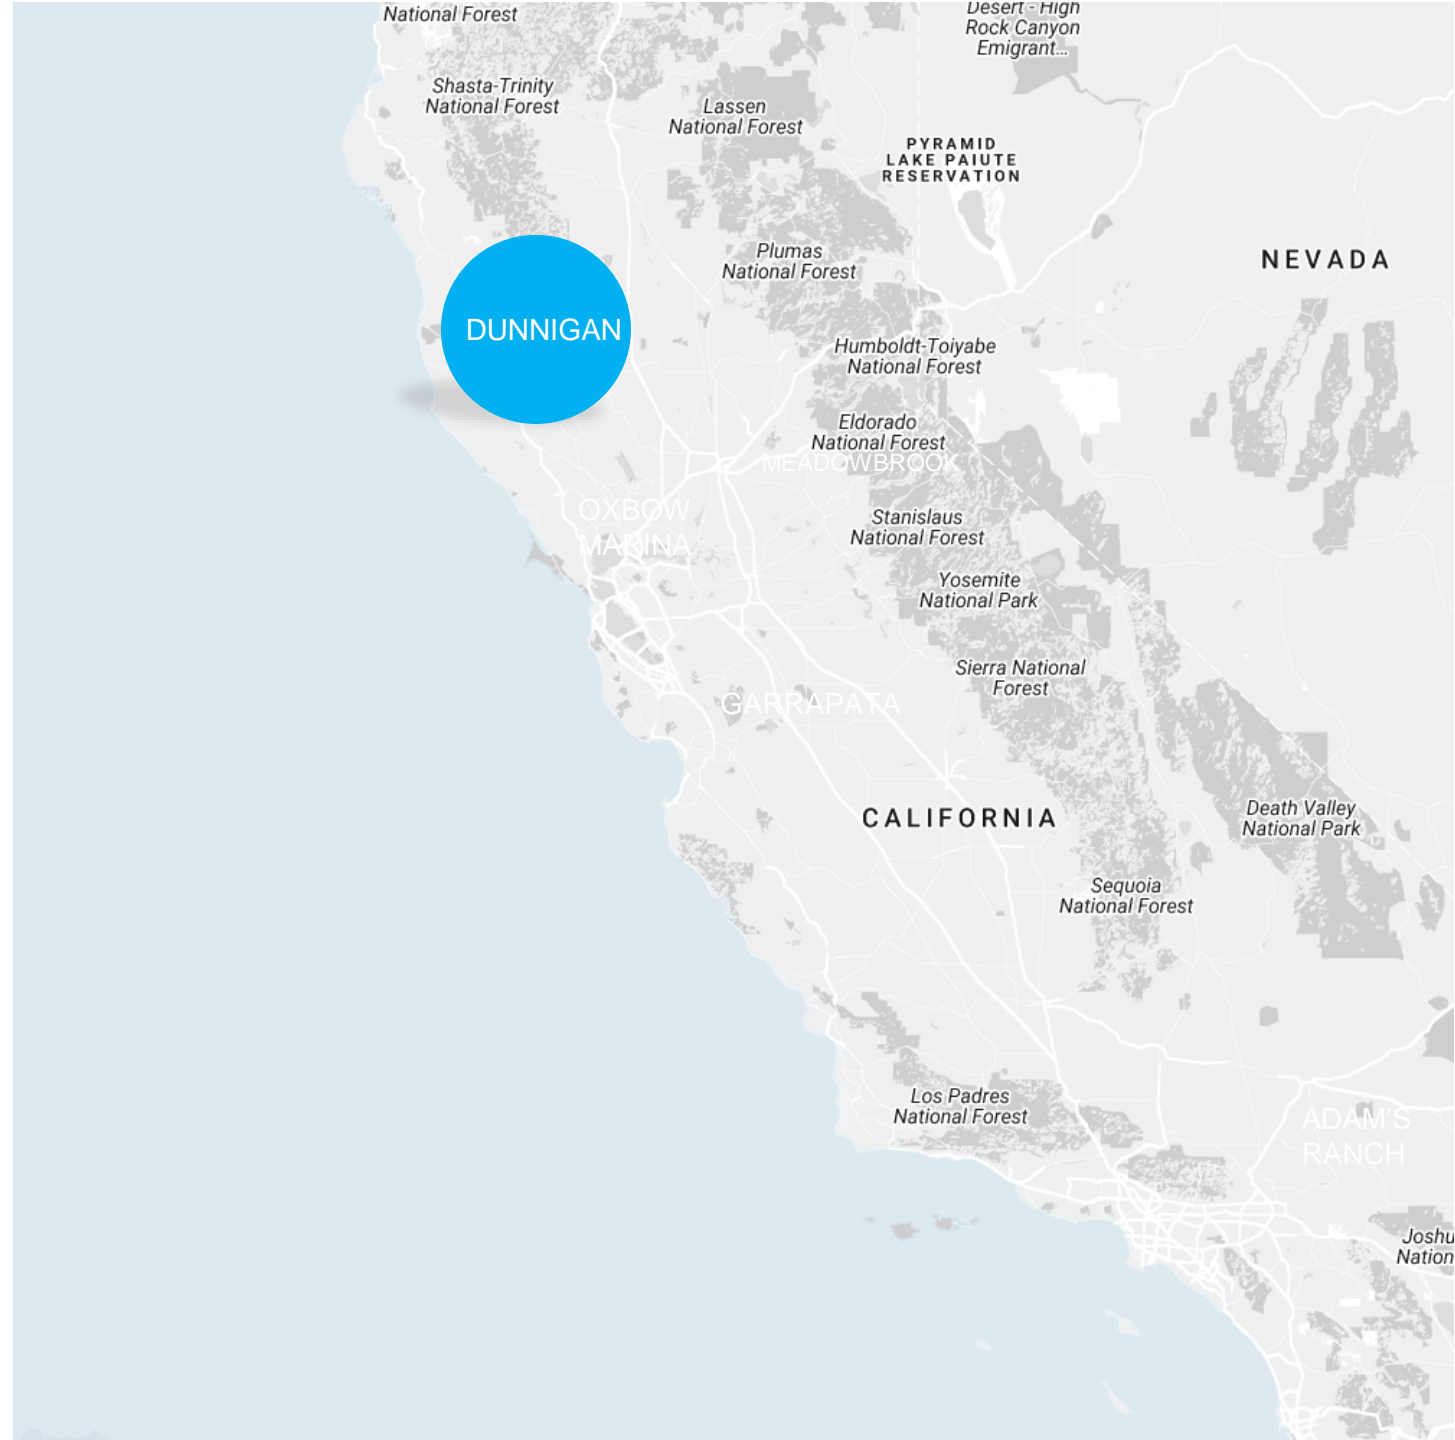 National Forest
Desert - High
Rock Canyon
Emigrant...
Shasta-Trinity
National Forest
Lassen
National Forest
PYRAMID
LAKE PAIUTE
RESERVATION
Plumas
National Forest
NEVADA
DUNNIGAN
Humboldt-Toiyabe
National Forest
Eldorado
National Forest
MEADOWBROOK
OXBOW
MARINA
Stanislaus
National Forest
Yosemite
National Park
Sierra National
Forest
GARRAPATA
CALIFORNIA
Death Valley
National Park
Sequoia
National Forest
Los Padres
National Forest
ADAM'S
RANCH
Joshu
Nation